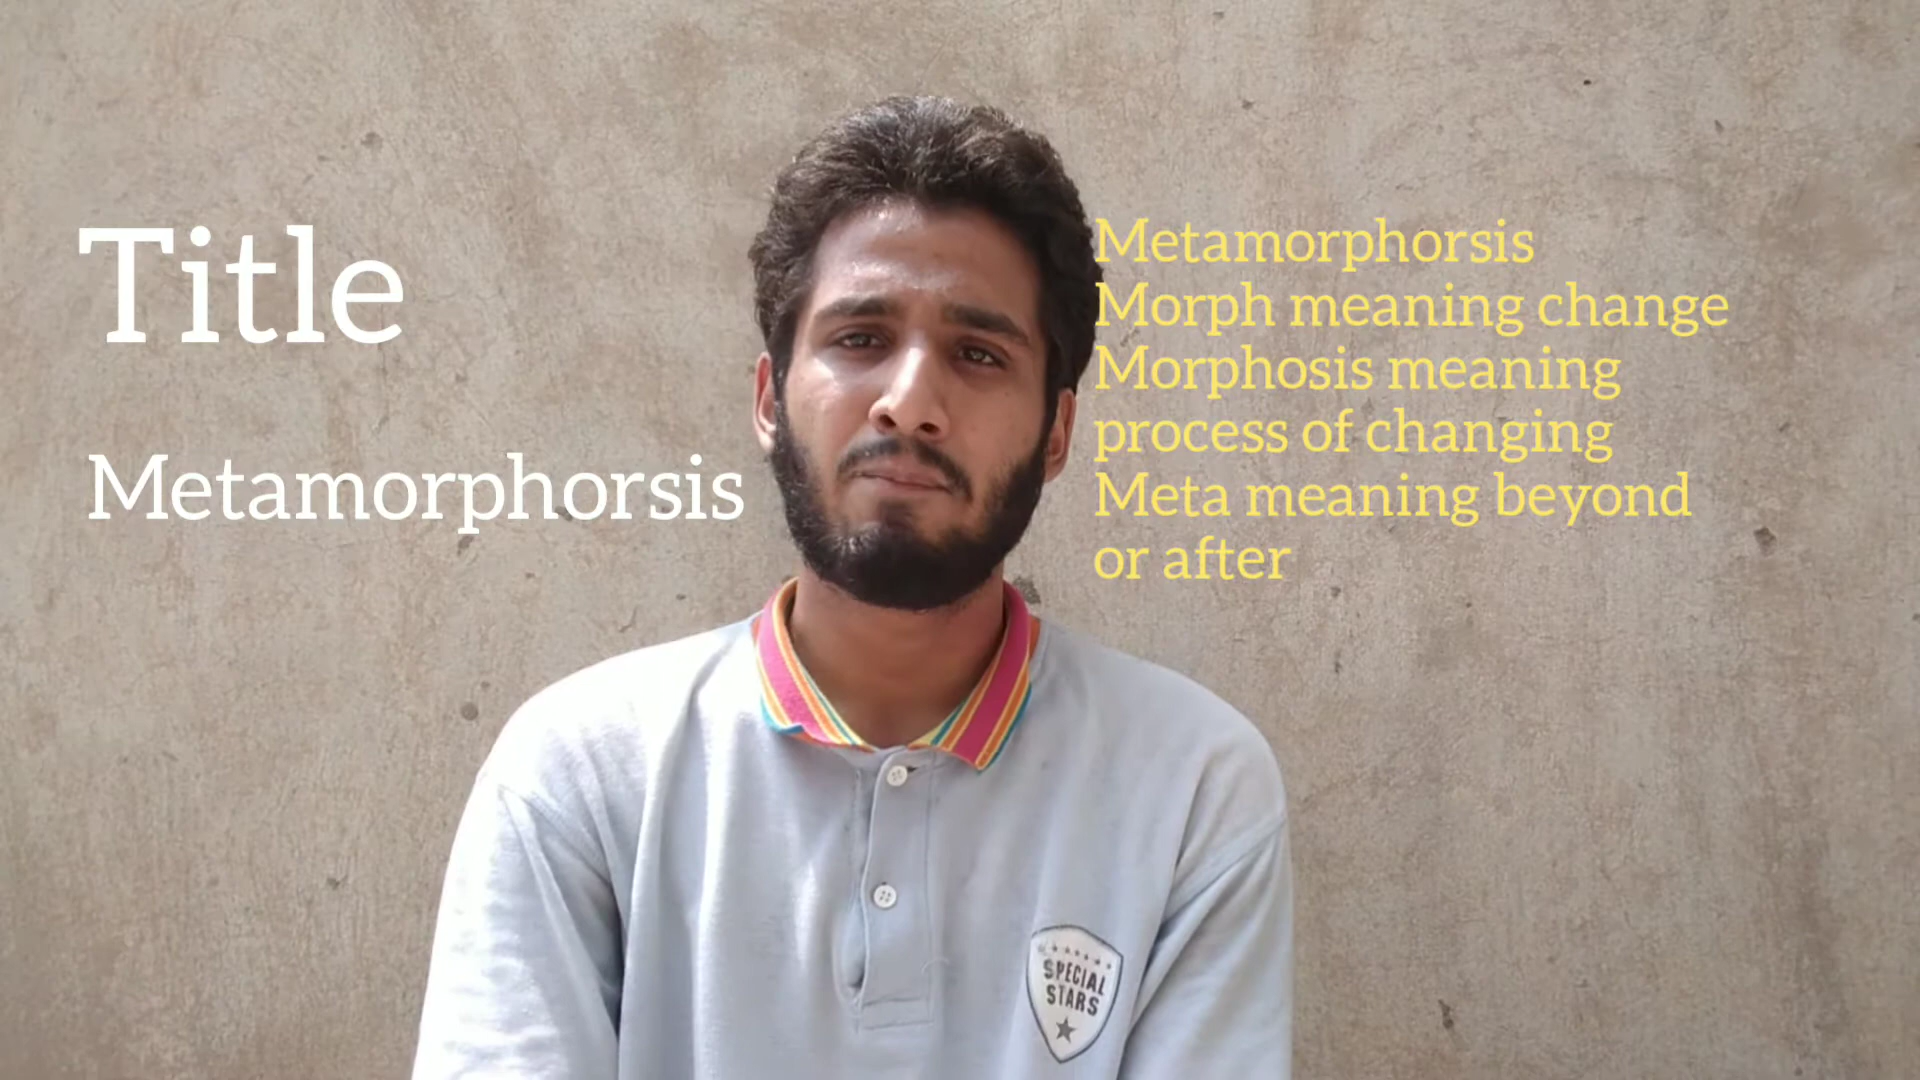 Title
Metamorphorsis
Metamorphorsis
Morph meaning change
Morphosis meaning
process of changing
Meta meaning beyond
or after
SPECIAL
STARS